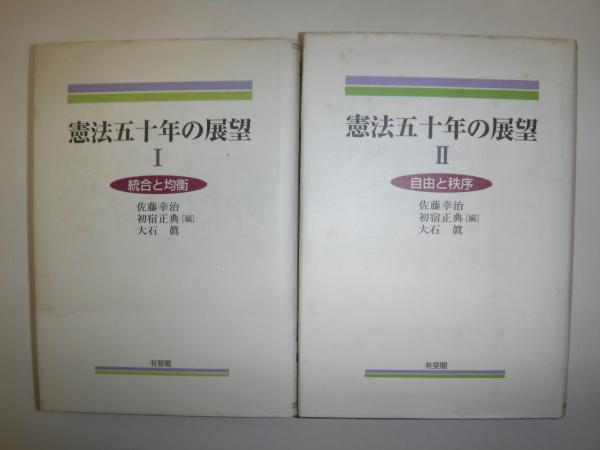 憲法五十年の展望
I
統合と均衡
佐藤幸治
初宿正典[編]
大石 眞
有斐閣
憲法五十年の展望
II
自由と秩序
佐藤幸治
初宿正典[編]
大石 眞
有斐閣